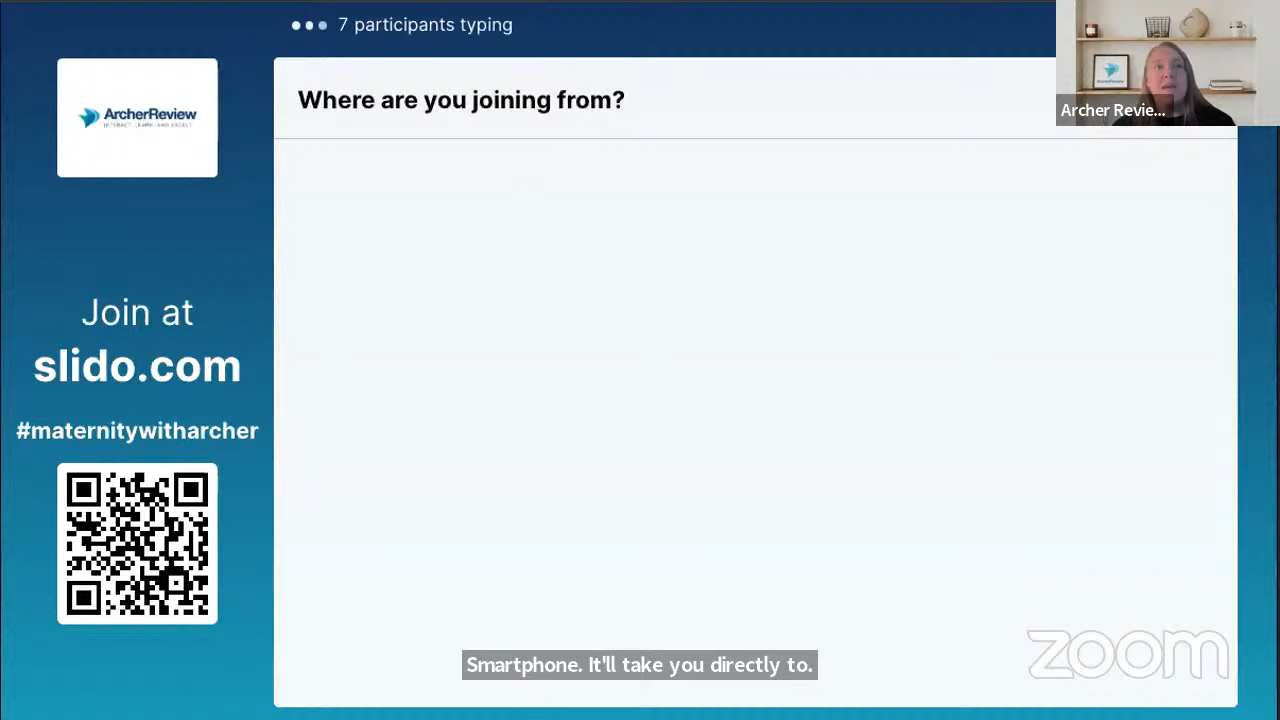 7 participants typing
ArcherReview
Where are you joining from?
Archer Revie...
Join at
slido.com
#maternitywitharcher
Smartphone. It'll take you directly to.
zoom